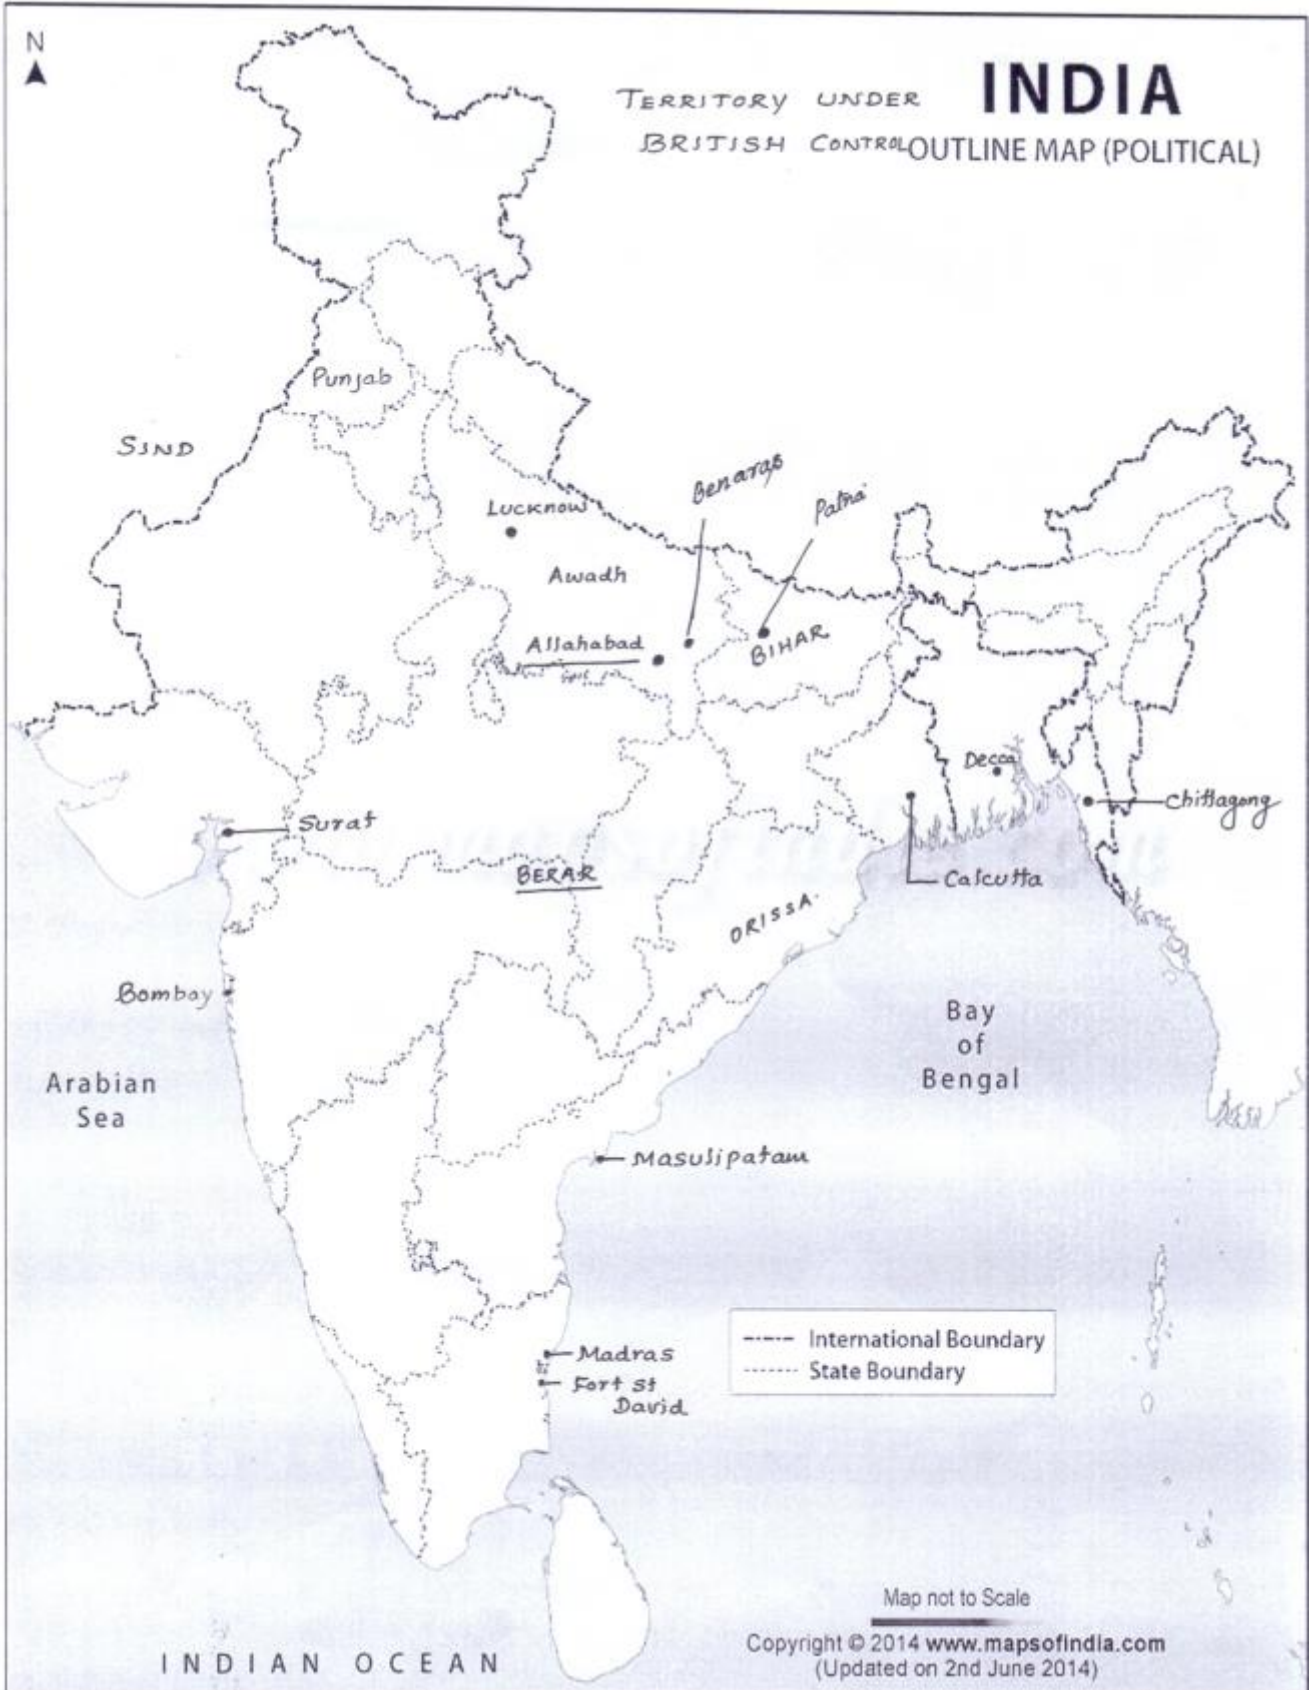 N
INDIA
TERRITORY UNDER
BRITISH CONTROL
OUTLINE MAP (POLITICAL)
Punjab
SIND
Benaras
Patna
Lucknow
Awadh
Allahabad
BIHAR
Decca
Chittagong
Surat
BERAR
Calcutta
ORISSA.
Bombay
Bay
of
Bengal
Arabian
Sea
Masulipatam
International Boundary
State Boundary
Madras
Fort St
David
Map not to Scale
Copyright © 2014 www.mapsofindia.com
(Updated on 2nd June 2014)
INDIAN OCEAN